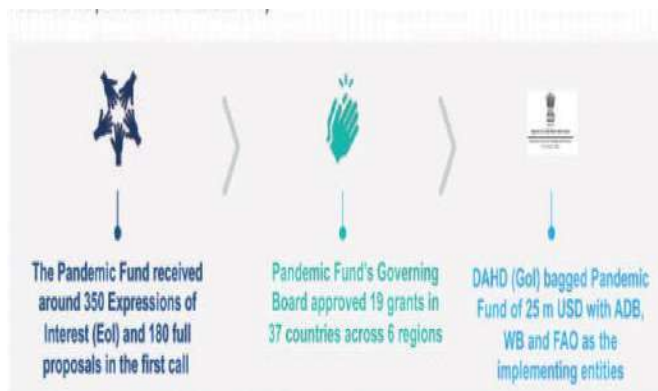 The Pandemic Fund received
around 350 Expressions of
Interest (EoI) and 180 full
proposals in the first call
Pandemic Fund's Governing
Board approved 19 grants in
37 countries across 6 regions
DAHD (GoI) bagged Pandemic
Fund of 25 m USD with ADB,
WB and FAO as the
implementing entities